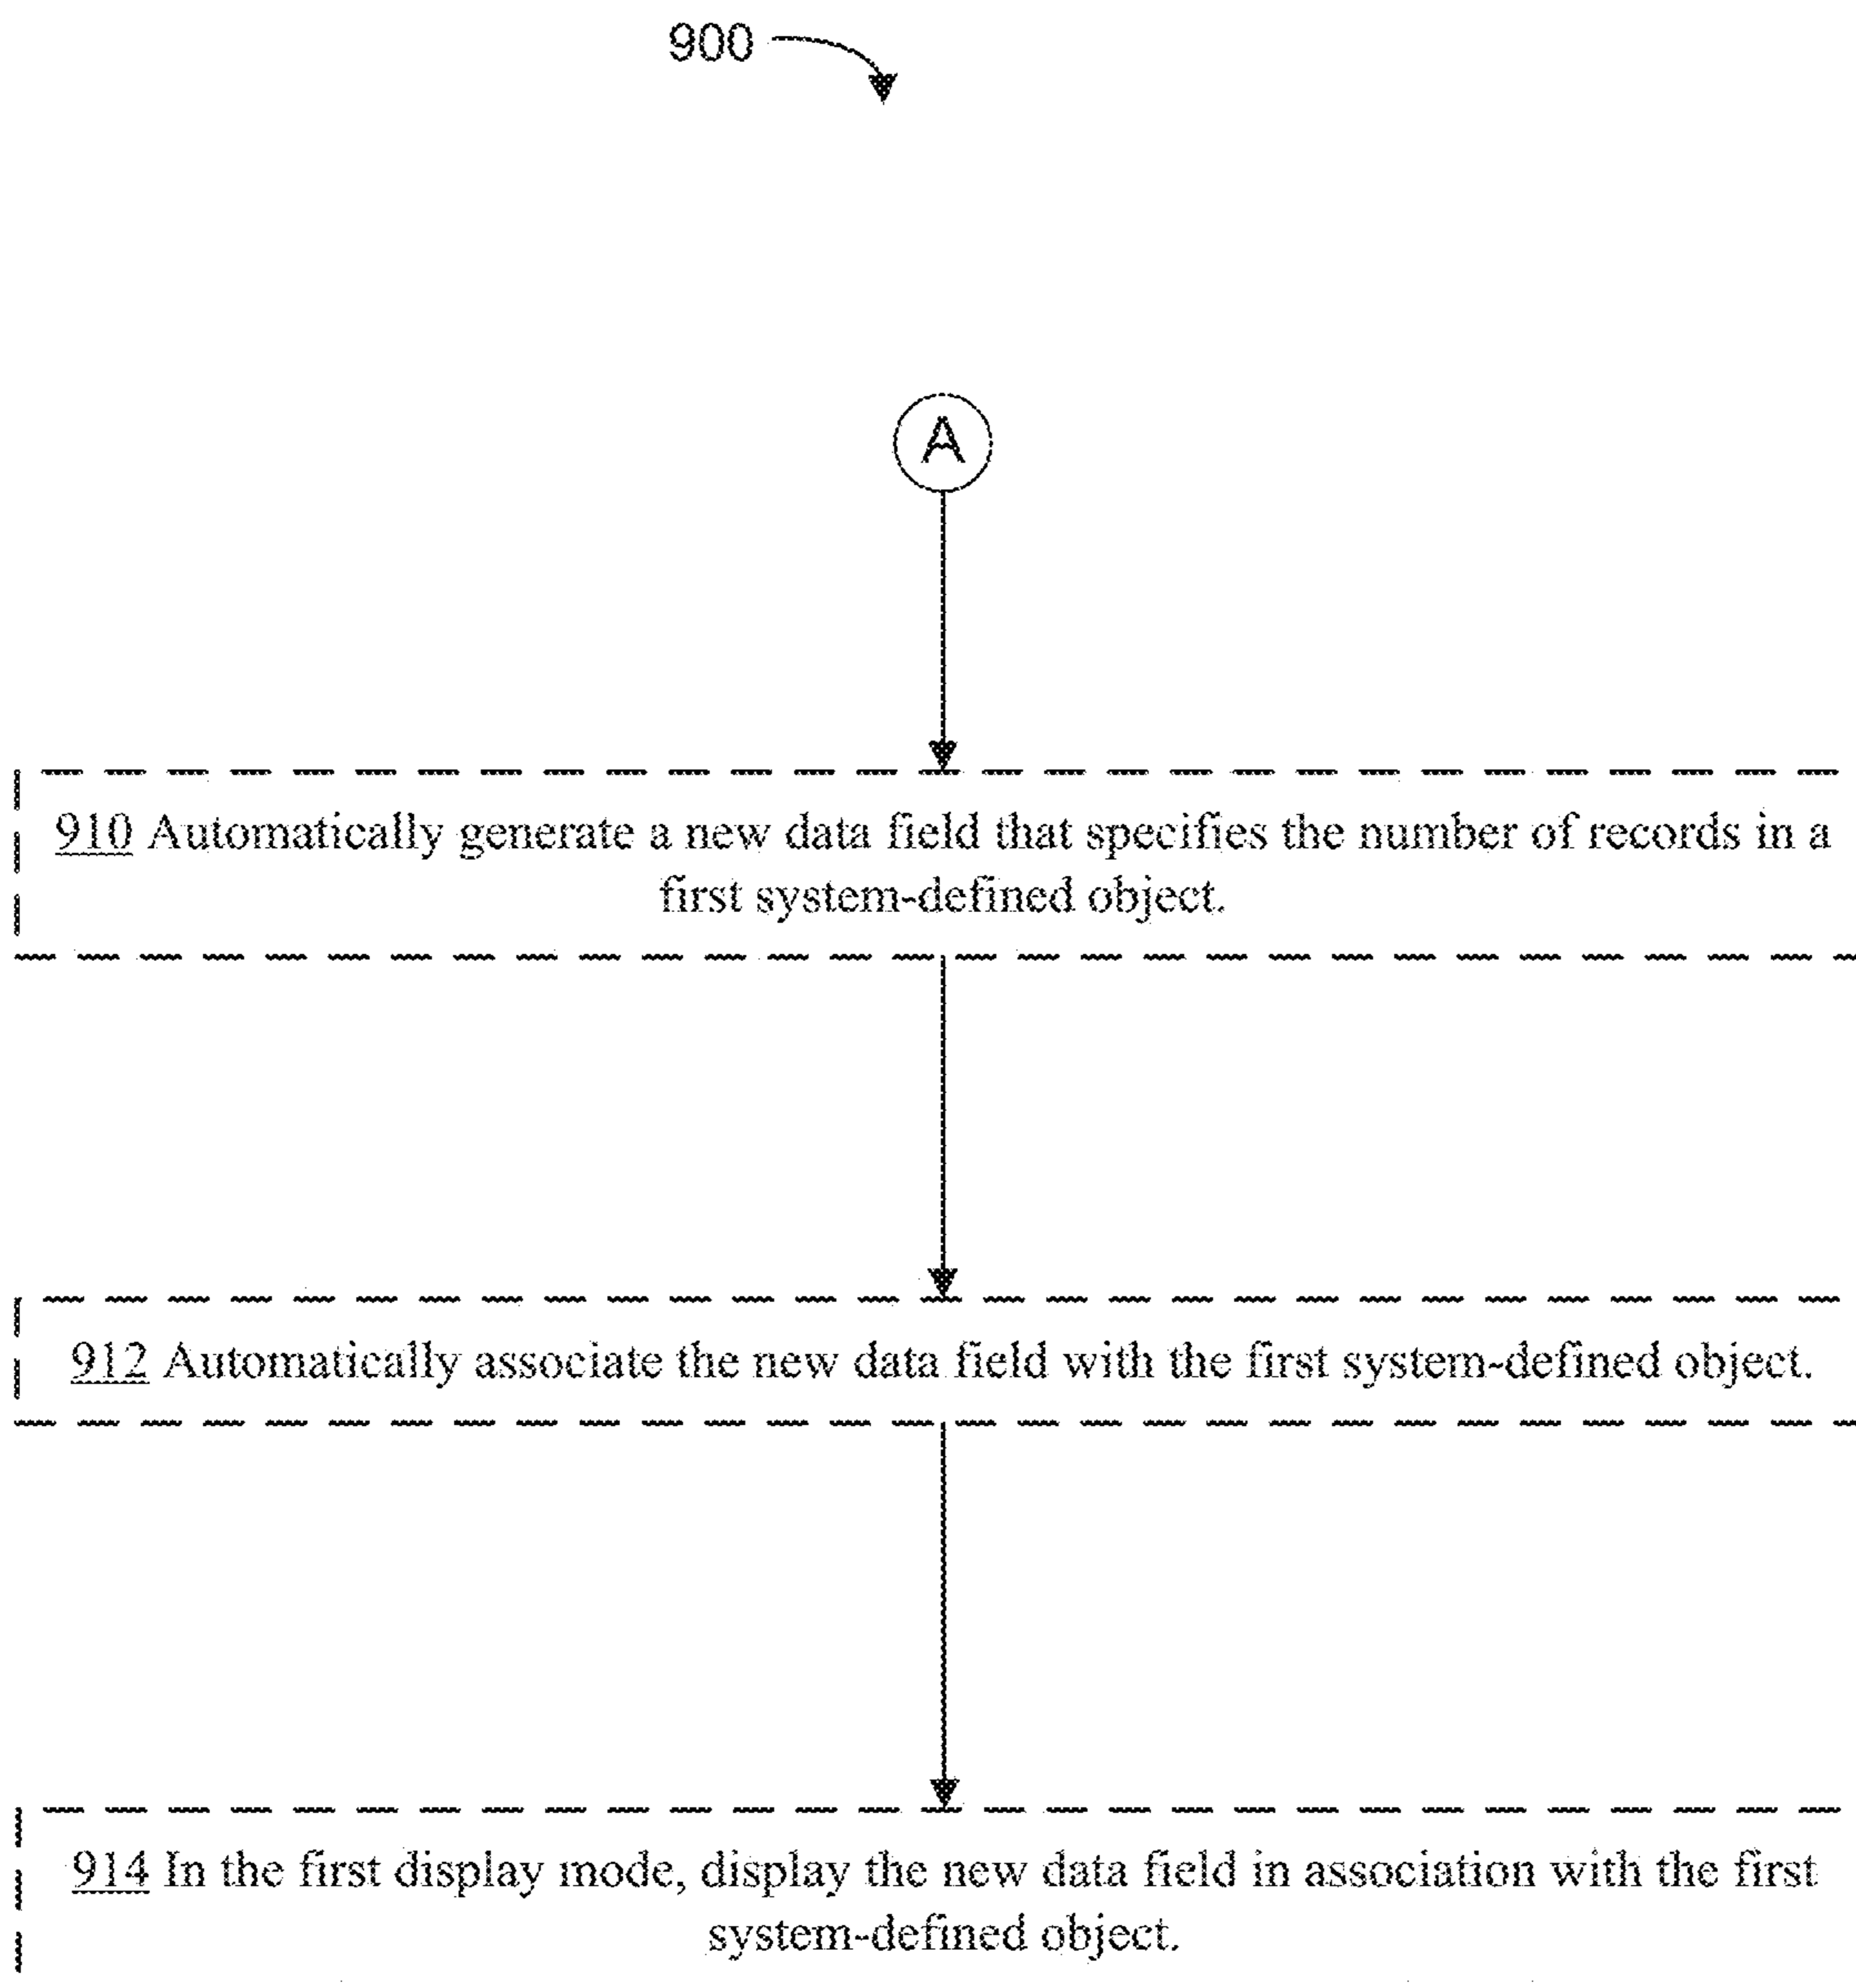 900
A
910 Automatically generate a new data field that specifies the number of records in a
first system-defined object.
912 Automatically associate the new data field with the first system-defined object.
914 In the first display mode, display the new data field in association with the first
system-defined object.